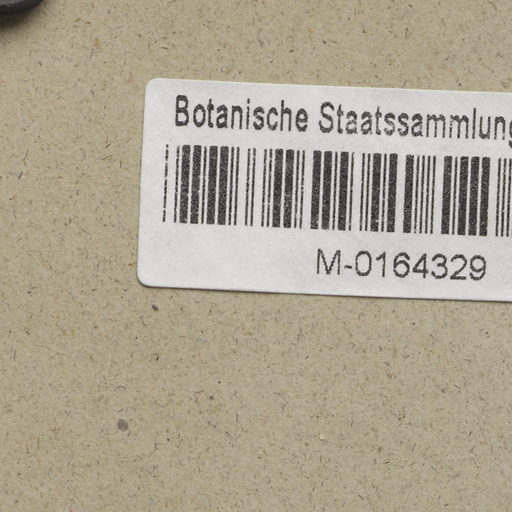 Botanische Staatssammlung
M-0164329